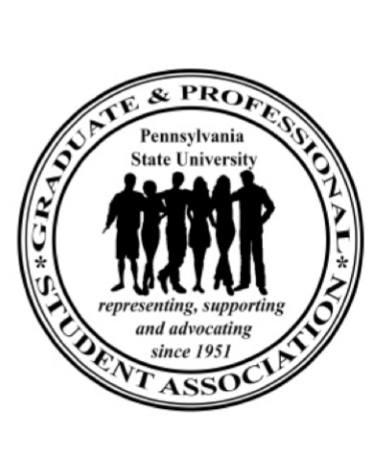 GRADUATE & PROFESSIONAL
Pennsylvania
State University
representing, supporting
and advocating
since 1951
* STUDENT ASSOCIATION *